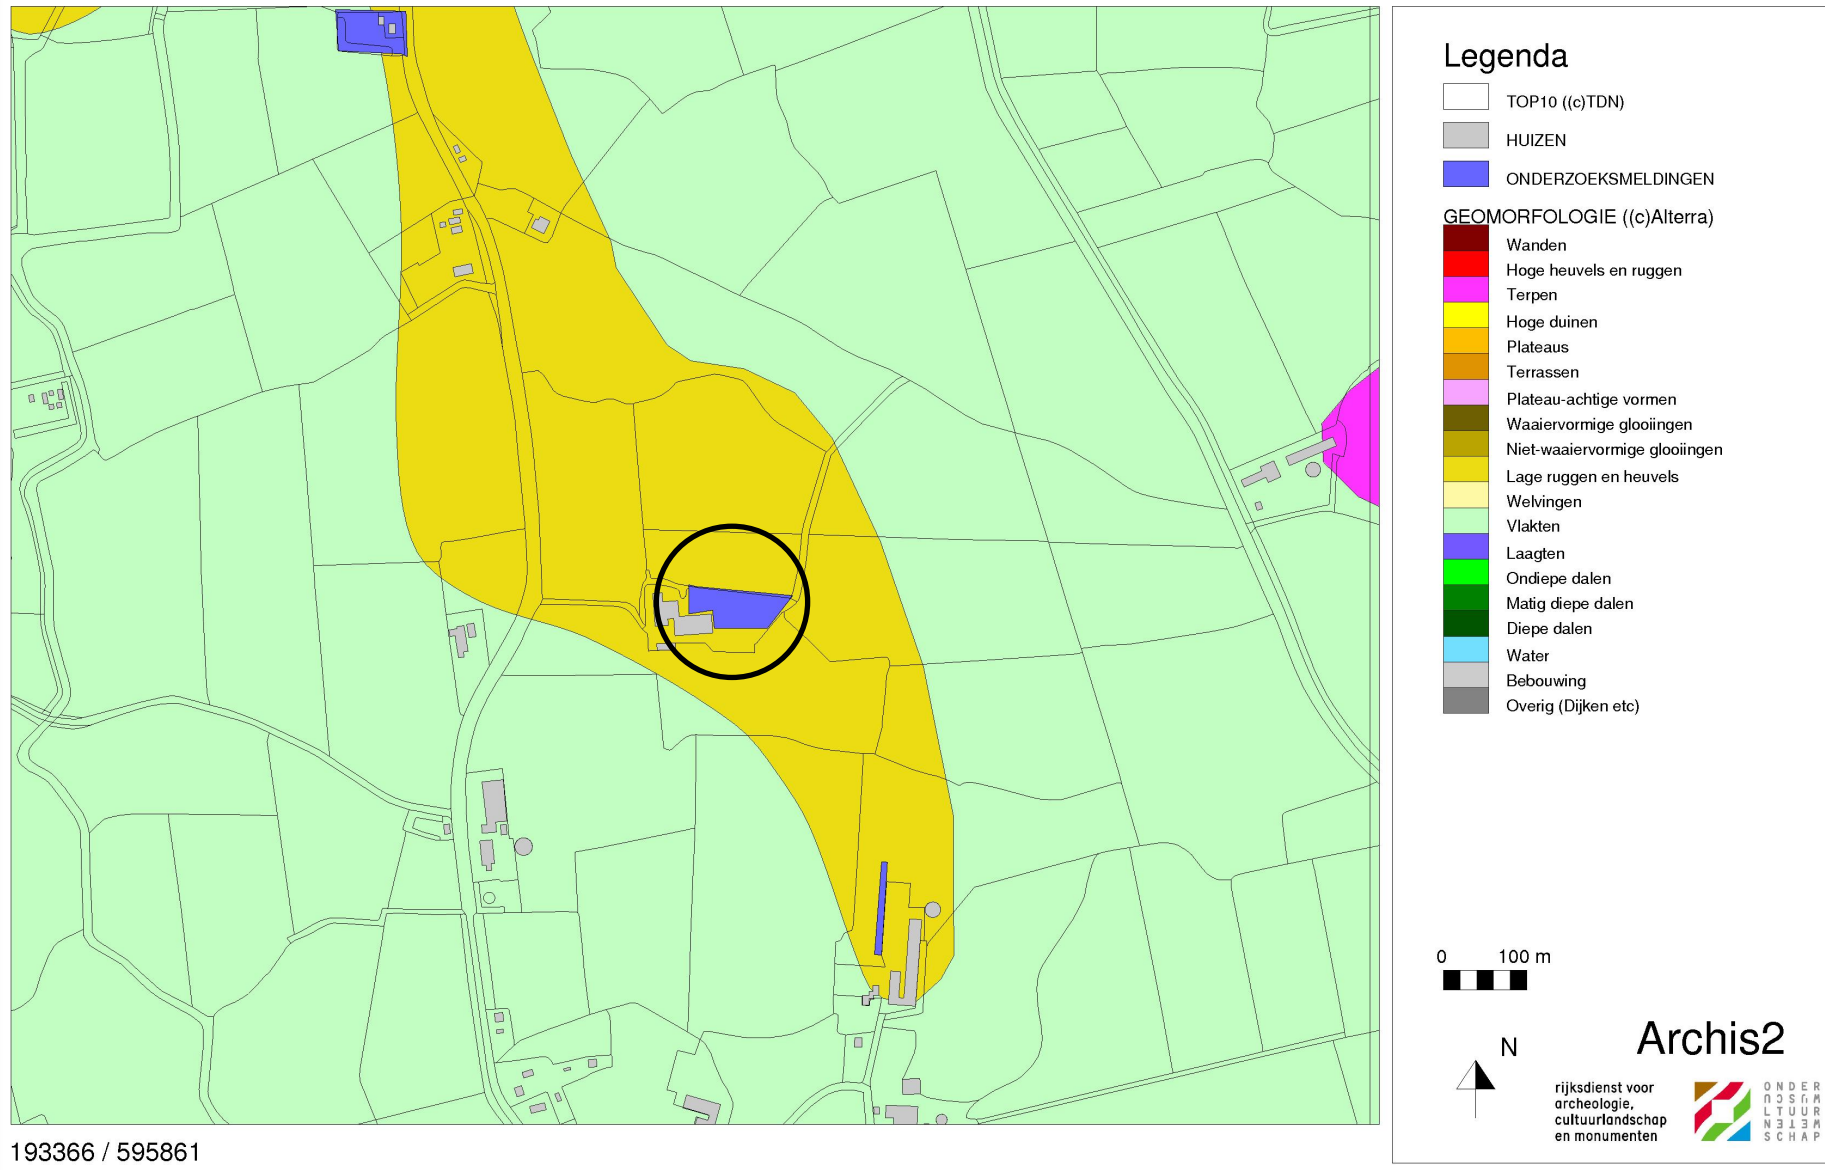 Legenda
TOP10 ((c)TDN)
HUIZEN
ONDERZOEKSMELDINGEN
GEOMORFOLOGIE ((c)Alterra)
Wanden
Hoge heuvels en ruggen
Terpen
Hoge duinen
Plateaus
Terrassen
Plateau-achtige vormen
Waaiervormige glooiingen
Niet-waaiervormige glooiingen
Lage ruggen en heuvels
Welvingen
Vlakten
Laagten
Ondiepe dalen
Matig diepe dalen
Diepe dalen
Water
Bebouwing
Overig (Dijken etc)
0 100 m
N
Archis2
rijksdienst voor
archeologie,
cultuurlandschap
en monumenten
193366 / 595861